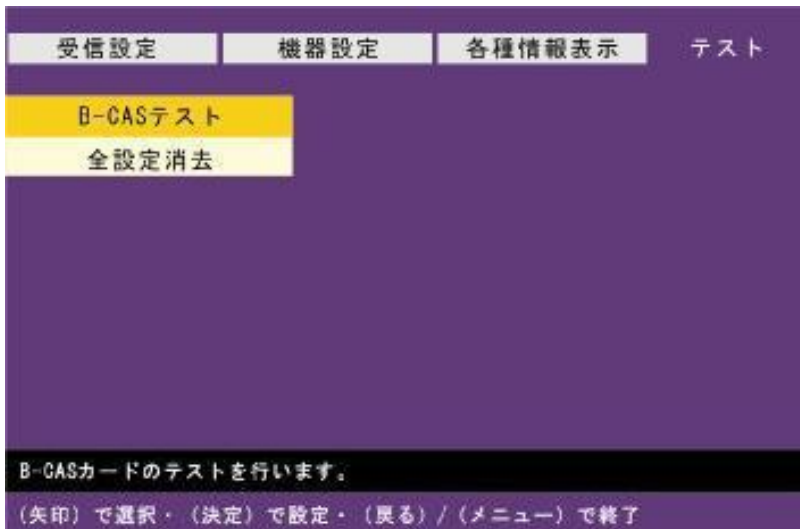 受信設定 機器設定 各種情報表示 テスト
B-CASテスト
全設定消去
B-CASカードのテストを行います。
(矢印)で選択・(決定)で設定・(戻る)/(メニュー)で終了